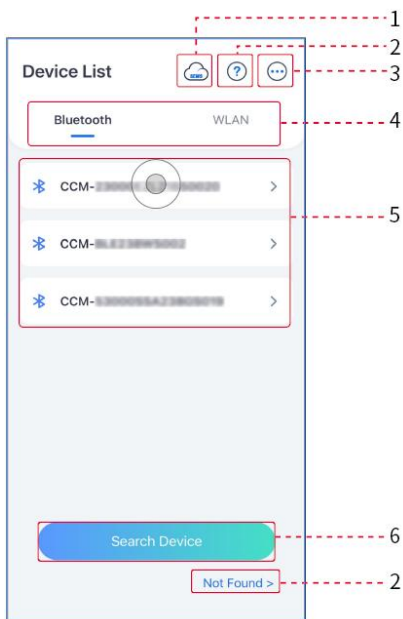 1
2
Device List ? 3
Bluetooth WLAN 4
CCM-
5
CCM-
CCM-
Search Device 6
Not Found > 2